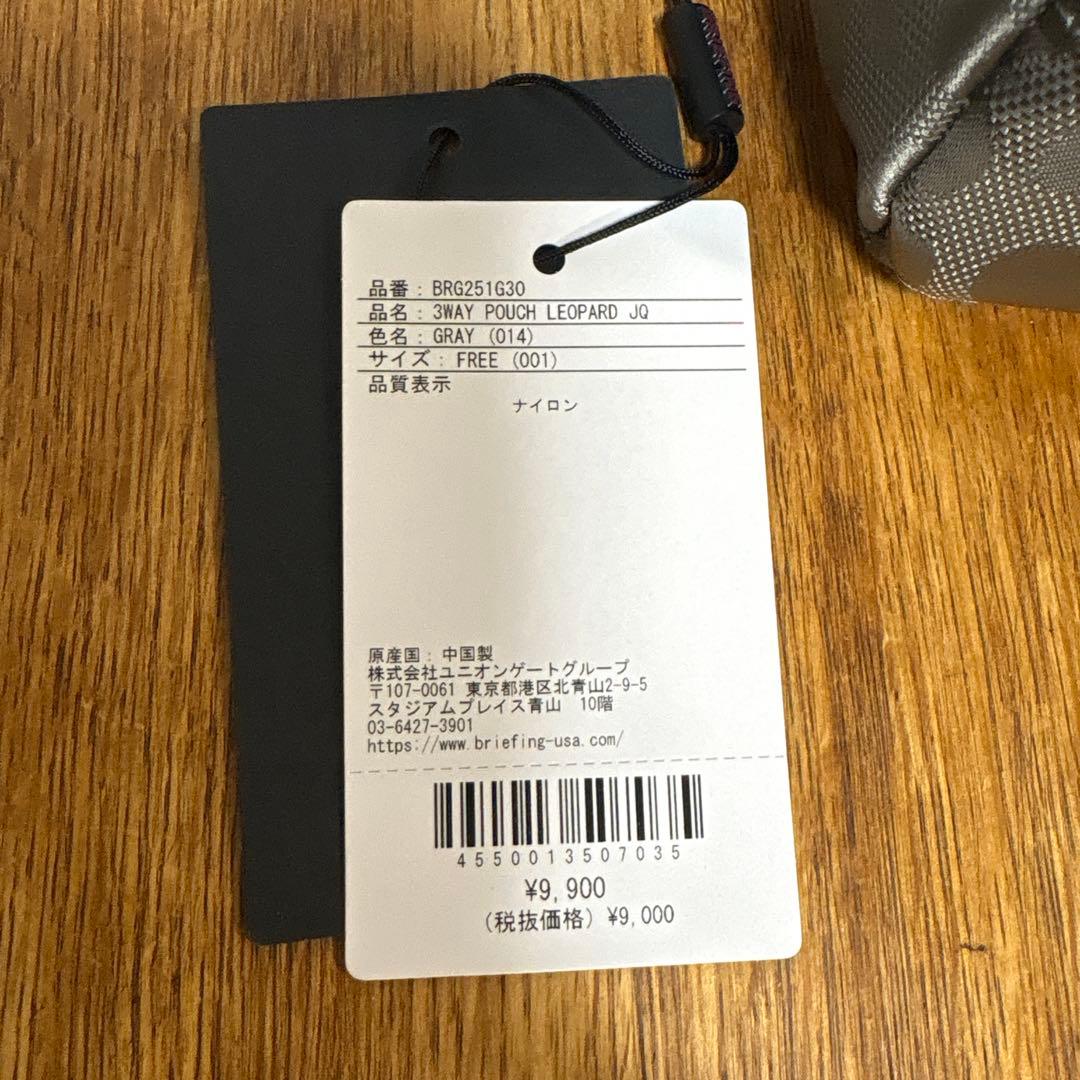 品番 : BRG251G30
品名 : 3WAY POUCH LEOPARD JQ
色名 : GRAY (014)
サイズ : FREE (001)
品質表示
ナイロン
原産国 : 中国製
株式会社ユニオンゲートグループ
〒107-0061 東京都港区北青山2-9-5
スタジアムプレイス青山 10階
03-6427-3901
https://www.briefing-usa.com/
4550013507035
¥9,900
(税抜価格) ¥9,000